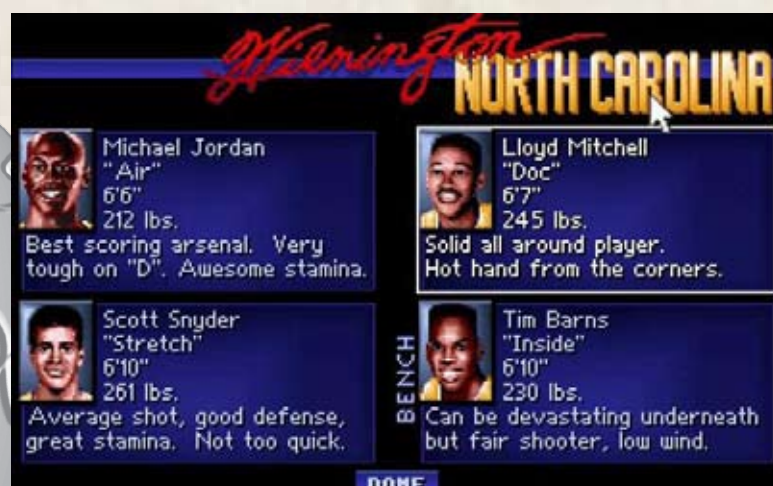 Wilmington
NORTH CAROLINA
Michael Jordan
"Air"
6'6"
212 lbs.
Best scoring arsenal. Very
tough on "D". Awesome stamina.
Lloyd Mitchell
"Doc"
6'7"
245 lbs.
Solid all around player.
Hot hand from the corners.
Scott Snyder
"Stretch"
6'10"
261 lbs.
Average shot, good defense,
great stamina. Not too quick.
BENCH
Tim Barns
"Inside"
6'10"
230 lbs.
Can be devastating underneath
but fair shooter, low wind.
DONE